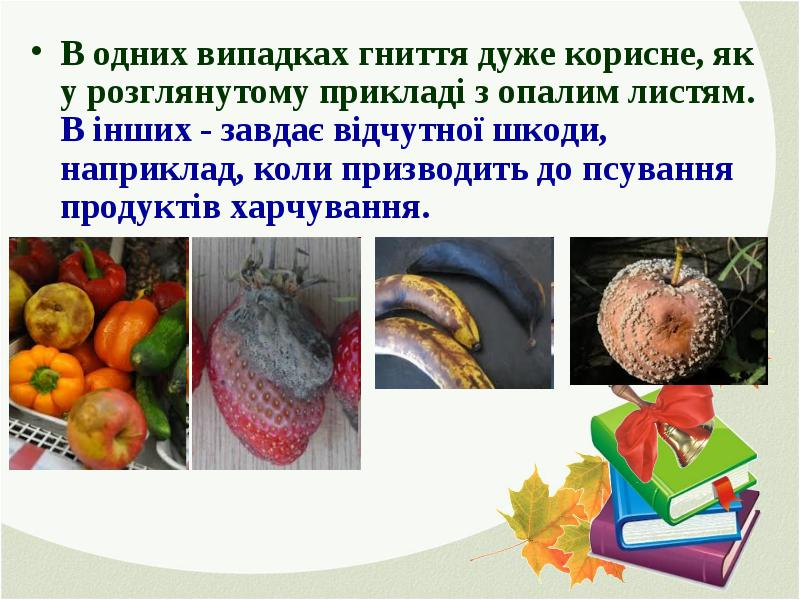 • В одних випадках гниття дуже корисне, як
у розглянутому прикладі з опалим листям.
В інших - завдає відчутної шкоди,
наприклад, коли призводить до псування
продуктів харчування.